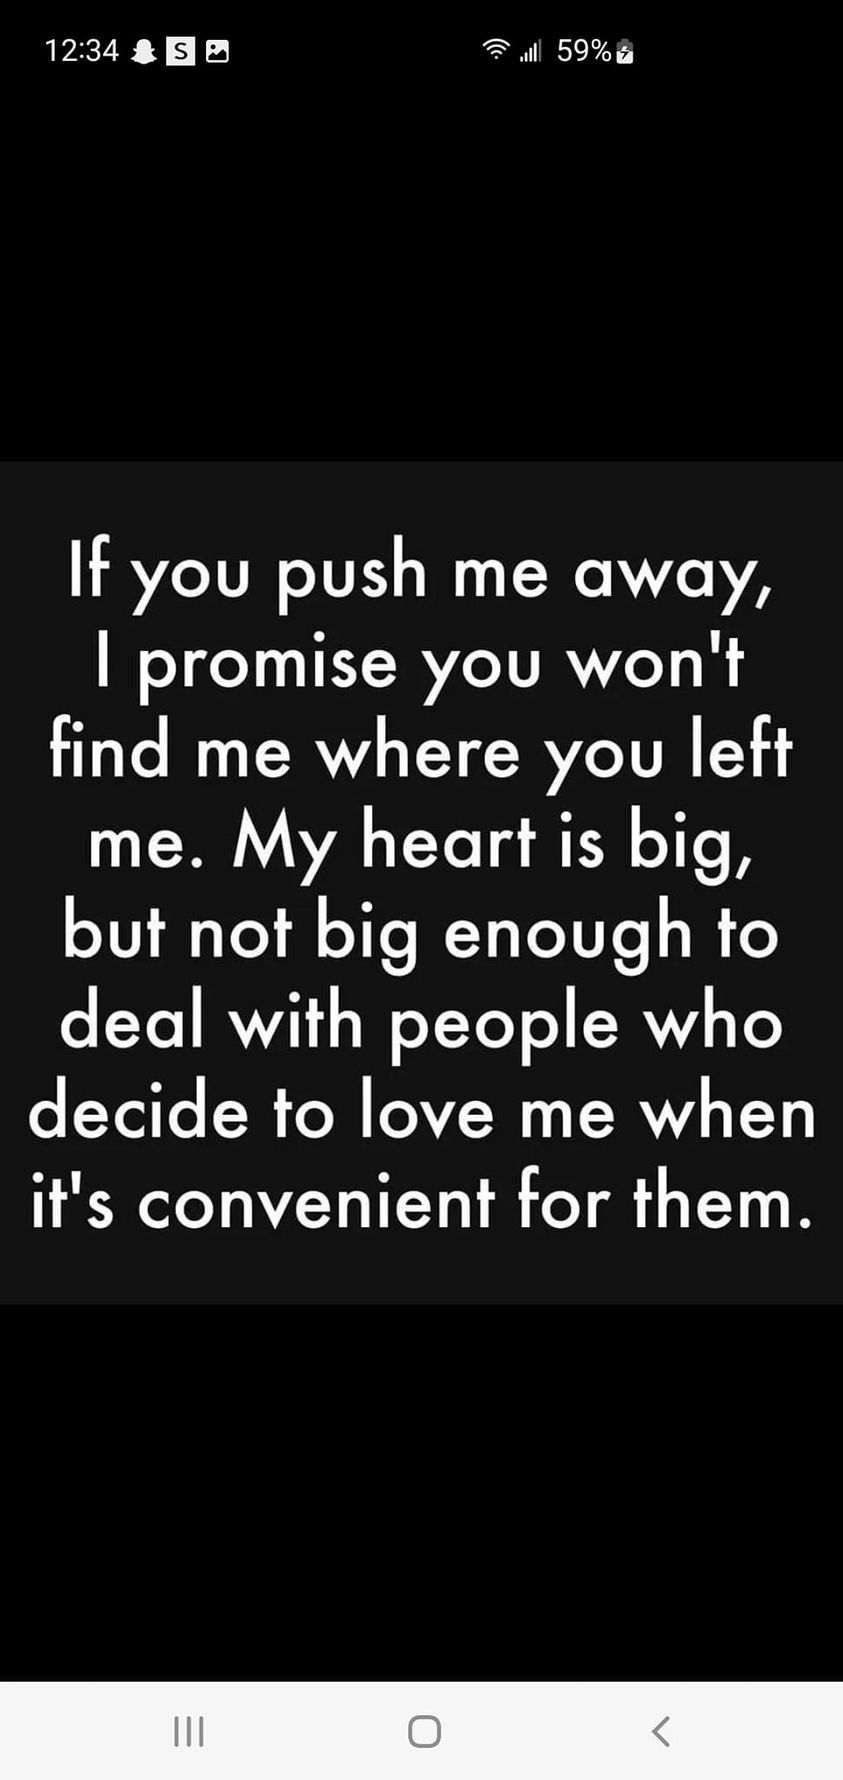 12:34 S 59%
If you push me away,
I promise you won't
find me where you left
me. My heart is big,
but not big enough to
deal with people who
decide to love me when
it's convenient for them.